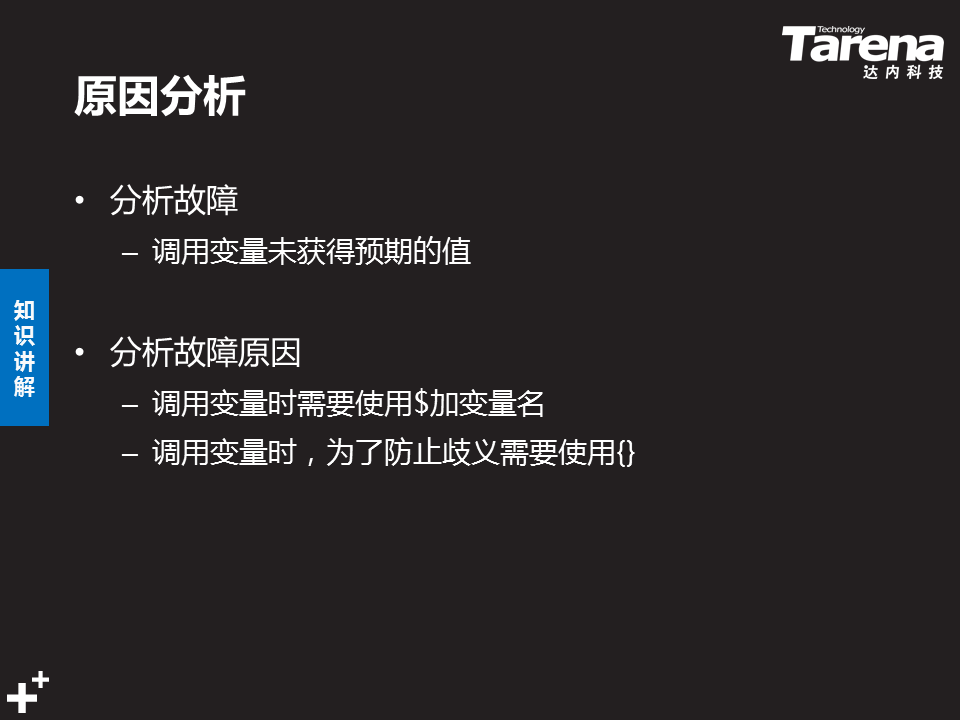 Technology
Tarena
达内科技
原因分析
• 分析故障
– 调用变量未获得预期的值
知识讲解
• 分析故障原因
– 调用变量时需要使用$加变量名
– 调用变量时，为了防止歧义需要使用{}